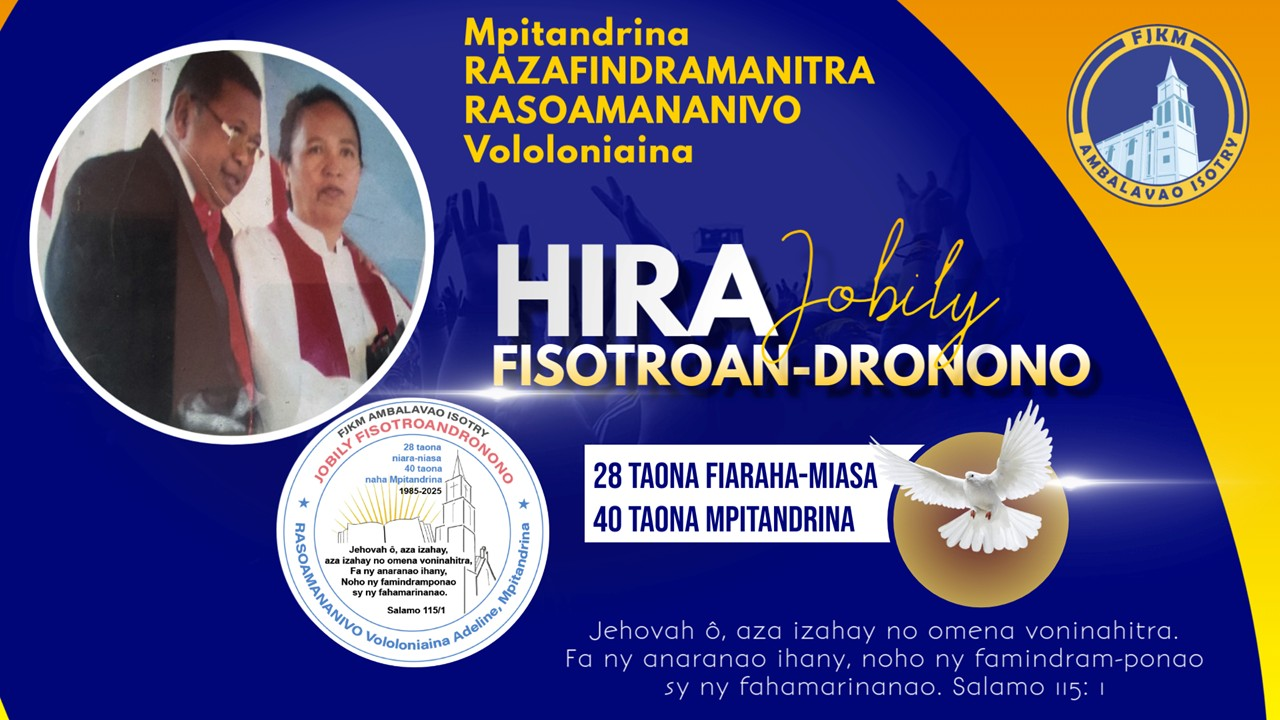 Mpitandrina
RAZAFINDRAMANITRA
RASOAMANANIVO
Vololoniaina
FJKM
AMBALAVAO ISOTRY
HIRA Jobily
FISOTROAN-DRONONO
FJKM AMBALAVAO ISOTRY
JOBILY FISOTROANDRONONO
28 taona
niara-niasa
40 taona
naha Mpitandrina
1985-2025
Jehovah ô, aza izahay,
aza izahay no omena voninahitra,
Fa ny anaranao ihany,
Noho ny famindramponao
sy ny fahamarinanao.
Salamo 115/1
RASOAMANANIVO Vololoniaina Adeline, Mpitandrina
28 TAONA FIARAHA-MIASA
40 TAONA MPITANDRINA
Jehovah ô, aza izahay no omena voninahitra.
Fa ny anaranao ihany, noho ny famindram-ponao
sy ny fahamarinanao. Salamo 115: 1